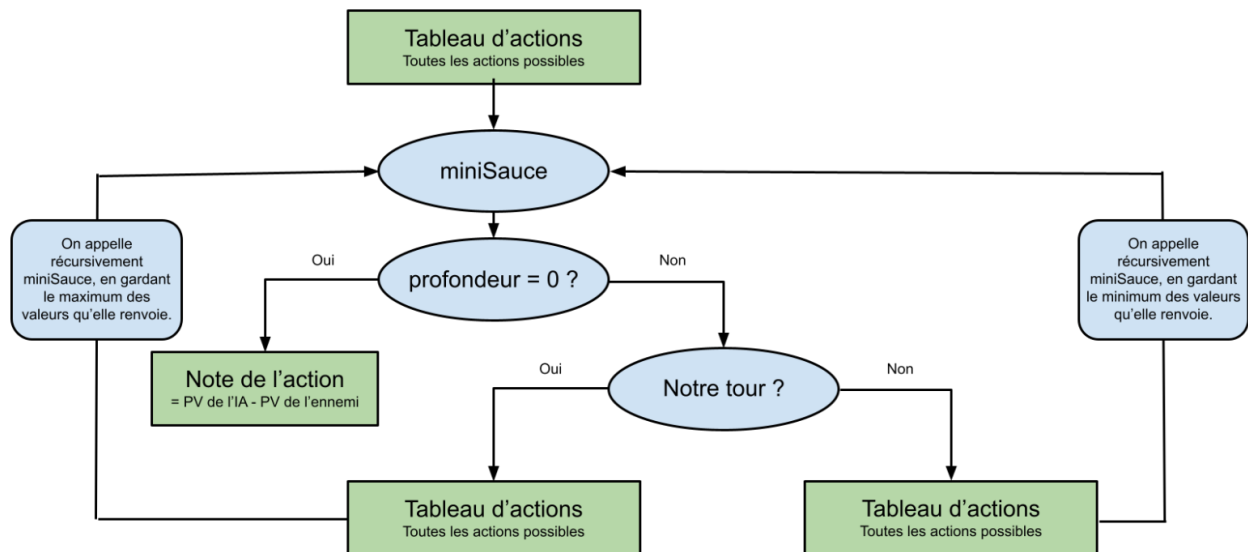 Tableau d'actions
Toutes les actions possibles
miniSauce
On appelle
récursivement
miniSauce, en gardant
le maximum des
valeurs qu'elle renvoie.
On appelle
récursivement
miniSauce, en gardant
le minimum des valeurs
qu'elle renvoie.
Oui
profondeur = 0 ?
Non
Note de l'action
= PV de l'IA - PV de l'ennemi
Oui
Notre tour ?
Non
Tableau d'actions
Toutes les actions possibles
Tableau d'actions
Toutes les actions possibles